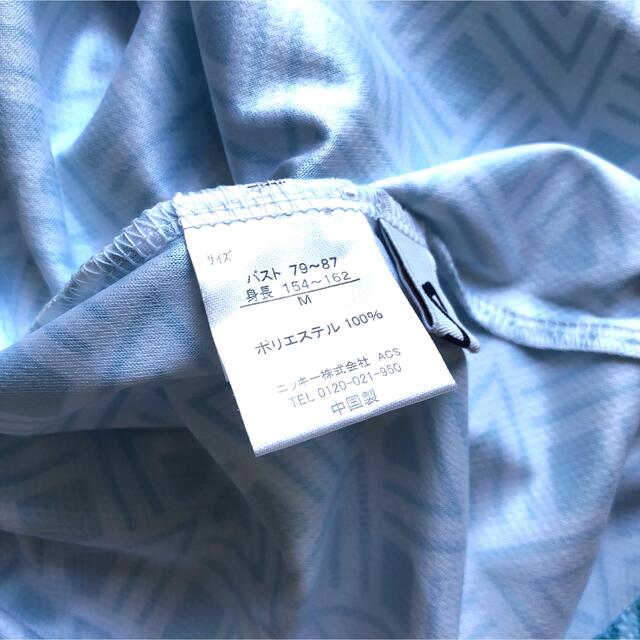 サイズ
バスト 79～87
身長 154～162
M
ポリエステル 100%
ニッキー株式会社 ACS
TEL 0120-021-950
中国製